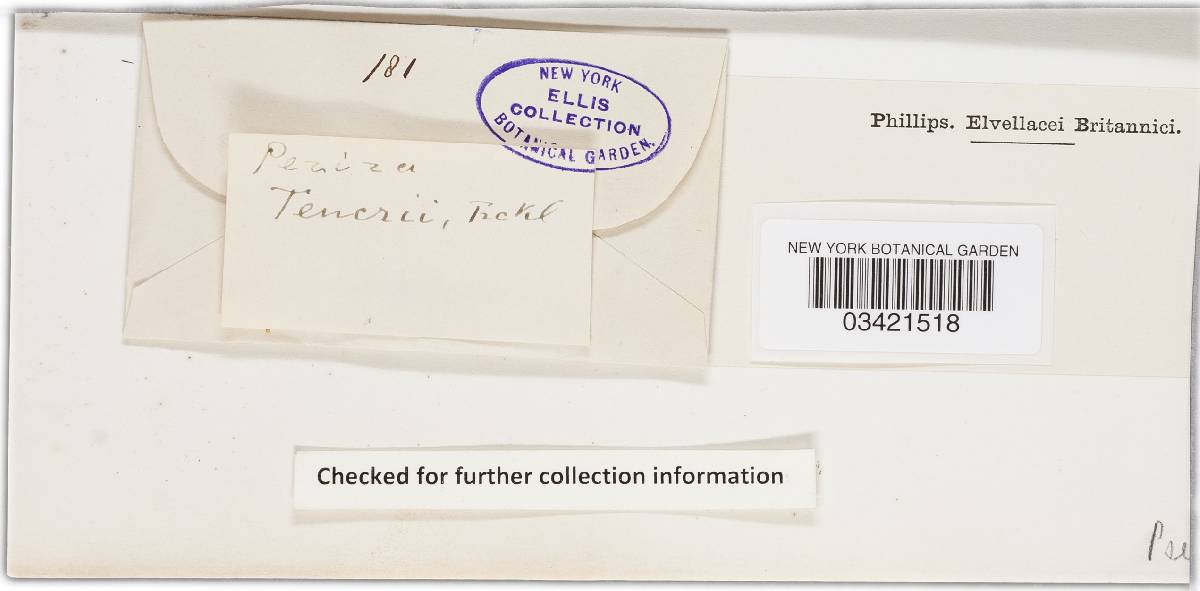 181
NEW YORK
ELLIS
COLLECTION
BOTANICAL GARDEN.
Peziza
Teucrii, Fckl
Phillips. Elvellacei Britannici.
NEW YORK BOTANICAL GARDEN
03421518
Checked for further collection information